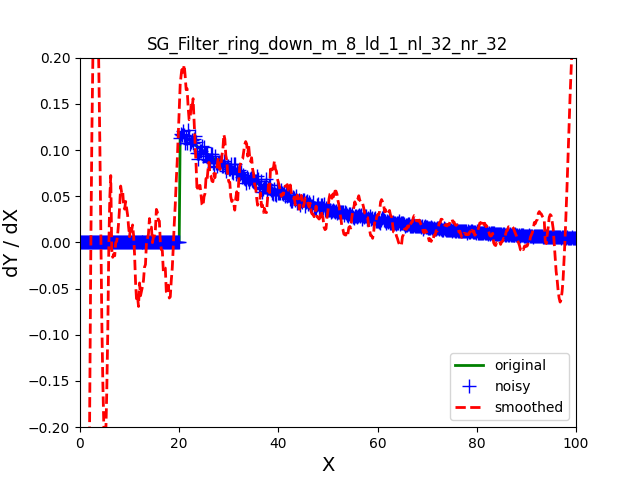 SG_Filter_ring_down_m_8_ld_1_nl_32_nr_32
0.20
0.15
0.10
0.05
0.00
−0.05
−0.10
−0.15
−0.20
dY / dX
original
noisy
smoothed
0 20 40 60 80 100
X